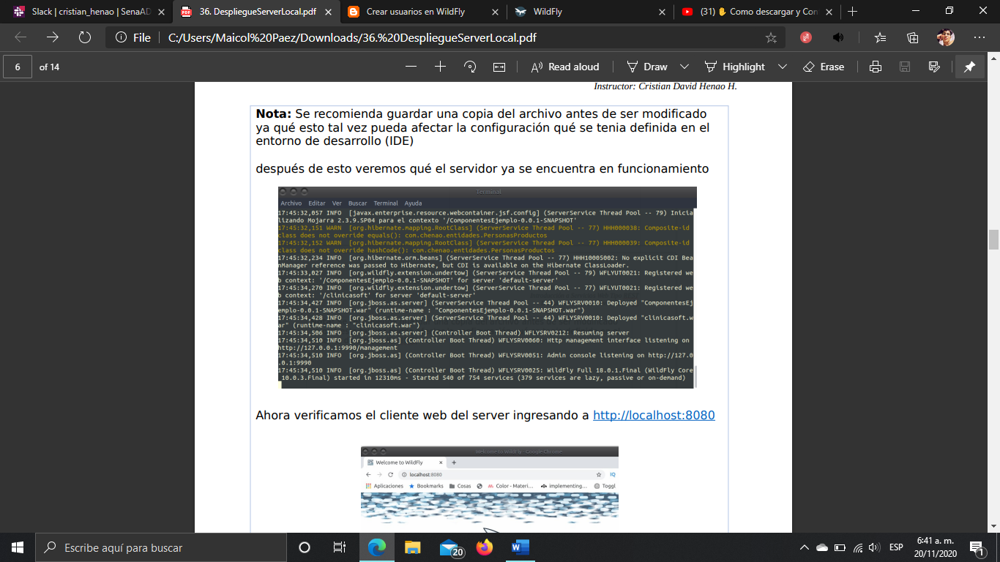 Slack | cristian_henao | SenaAD
36. DespliegueServerLocal.pdf
Crear usuarios en WildFly
WildFly
(31) ✋ Como descargar y Con
File
C:/Users/Maicol%20Paez/Downloads/36.%20DespliegueServerLocal.pdf
6 of 14
Read aloud
Draw
Highlight
Erase
Instructor: Cristian David Henao H.
Nota: Se recomienda guardar una copia del archivo antes de ser modificado
ya qué esto tal vez pueda afectar la configuración qué se tenia definida en el
entorno de desarrollo (IDE)
después de esto veremos qué el servidor ya se encuentra en funcionamiento
Terminal
Archivo Editar Ver Buscar Terminal Ayuda
17:45:32,057 INFO [javax.enterprise.resource.webcontainer.jsf.config] (ServerService Thread Pool -- 79) Inicia
lizando Mojarra 2.3.9.SP04 para el contexto '/ComponentesEjemplo-0.0.1-SNAPSHOT'
17:45:32,151 WARN [org.hibernate.mapping.RootClass] (ServerService Thread Pool -- 77) HHH000038: Composite-id
class does not override equals(): com.chenao.entidades.PersonasProductos
17:45:32,152 WARN [org.hibernate.mapping.RootClass] (ServerService Thread Pool -- 77) HHH000039: Composite-id
class does not override hashCode(): com.chenao.entidades.PersonasProductos
17:45:32,234 INFO [org.hibernate.orm.beans] (ServerService Thread Pool -- 77) HHH10005002: No explicit CDI Bea
nManager reference was passed to Hibernate, but CDI is available on the Hibernate ClassLoader.
17:45:33,027 INFO [org.wildfly.extension.undertow] (ServerService Thread Pool -- 79) WFLYUT0021: Registered we
b context: '/ComponentesEjemplo-0.0.1-SNAPSHOT' for server 'default-server'
17:45:34,270 INFO [org.wildfly.extension.undertow] (ServerService Thread Pool -- 77) WFLYUT0021: Registered we
b context: '/clinicasoft' for server 'default-server'
17:45:34,427 INFO [org.jboss.as.server] (ServerService Thread Pool -- 44) WFLYSRV0010: Deployed "ComponentesEj
emplo-0.0.1-SNAPSHOT.war" (runtime-name : "ComponentesEjemplo-0.0.1-SNAPSHOT.war")
17:45:34,428 INFO [org.jboss.as.server] (ServerService Thread Pool -- 44) WFLYSRV0010: Deployed "clinicasoft.w
ar" (runtime-name : "clinicasoft.war")
17:45:34,506 INFO [org.jboss.as.server] (Controller Boot Thread) WFLYSRV0212: Resuming server
17:45:34,510 INFO [org.jboss.as] (Controller Boot Thread) WFLYSRV0060: Http management interface listening on
http://127.0.0.1:9990/management
17:45:34,510 INFO [org.jboss.as] (Controller Boot Thread) WFLYSRV0051: Admin console listening on http://127.0
.0.1:9990
17:45:34,510 INFO [org.jboss.as] (Controller Boot Thread) WFLYSRV0025: WildFly Full 18.0.1.Final (WildFly Core
10.0.3.Final) started in 12310ms - Started 540 of 754 services (379 services are lazy, passive or on-demand)
Ahora verificamos el cliente web del server ingresando a http://localhost:8080
Welcome to WildFly - Google Chrome
Welcome to WildFly
localhost:8080
IQ
Aplicaciones Bookmarks Cosas Color - Materi... implementing... Toggl
Escribe aquí para buscar
20
ESP
6:41 a. m.
20/11/2020
1